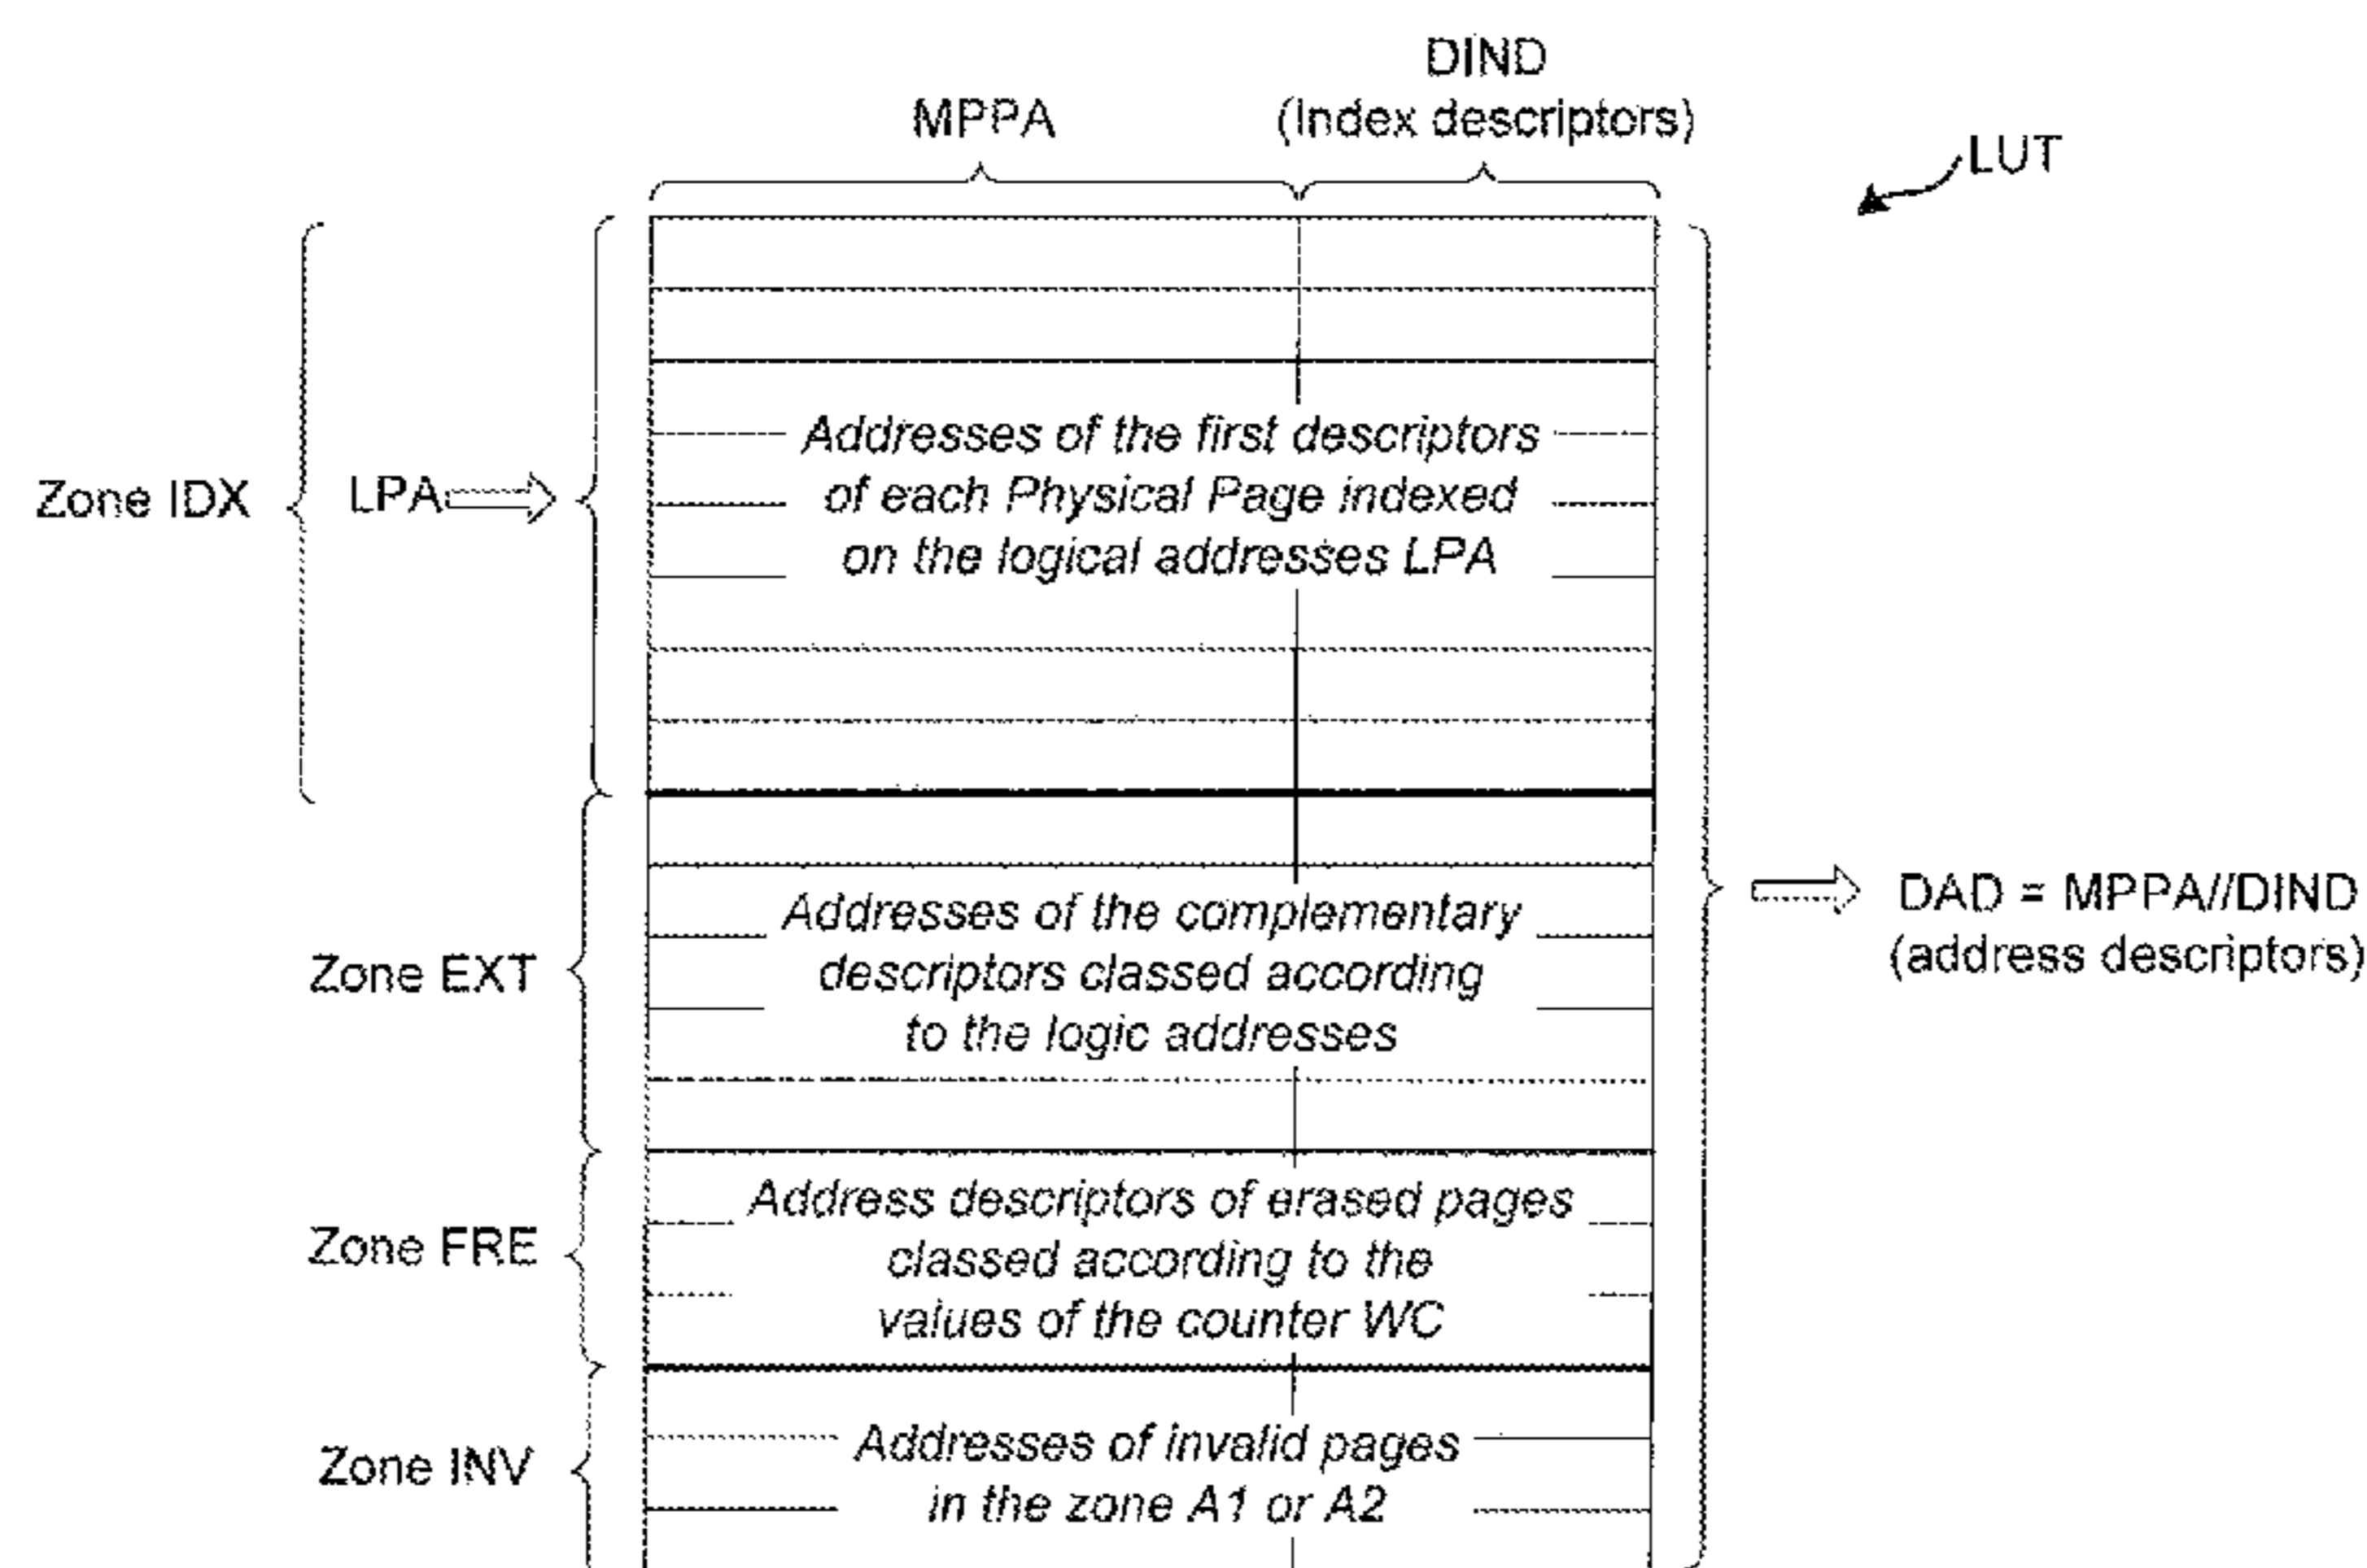 DIND
MPPA
(Index descriptors)
LUT
Addresses of the first descriptors
Zone IDX
LPA
of each Physical Page indexed
on the logical addresses LPA
DAD = MPPA//DIND
(address descriptors)
Addresses of the complementary
Zone EXT
descriptors classed according
to the logic addresses
Address descriptors of erased pages
Zone FRE
classed according to the
values of the counter WC
Addresses of invalid pages
Zone INV
in the zone A1 or A2